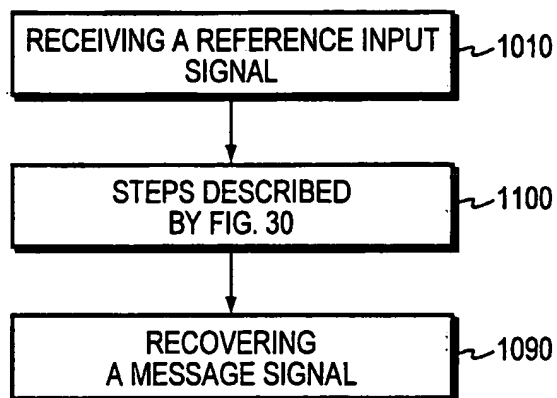 RECEIVING A REFERENCE INPUT
SIGNAL
1010
STEPS DESCRIBED
BY FIG. 30
1100
RECOVERING
A MESSAGE SIGNAL
1090